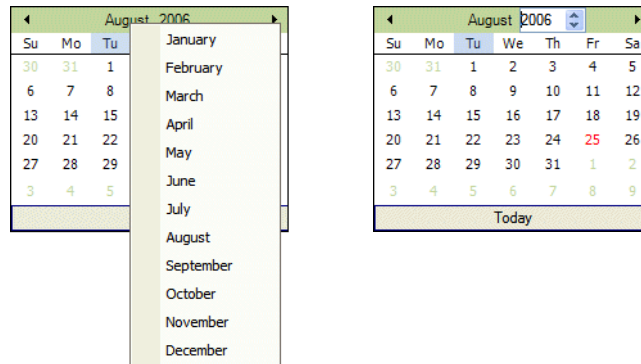 August 2006
Su Mo Tu
30 31 1
6 7 8
13 14 15
20 21 22
27 28 29
3 4 5
January
February
March
April
May
June
July
August
September
October
November
December
August 2006
Su Mo Tu We Th Fr Sa
30 31 1 2 3 4 5
6 7 8 9 10 11 12
13 14 15 16 17 18 19
20 21 22 23 24 25 26
27 28 29 30 31 1 2
3 4 5 6 7 8 9
Today